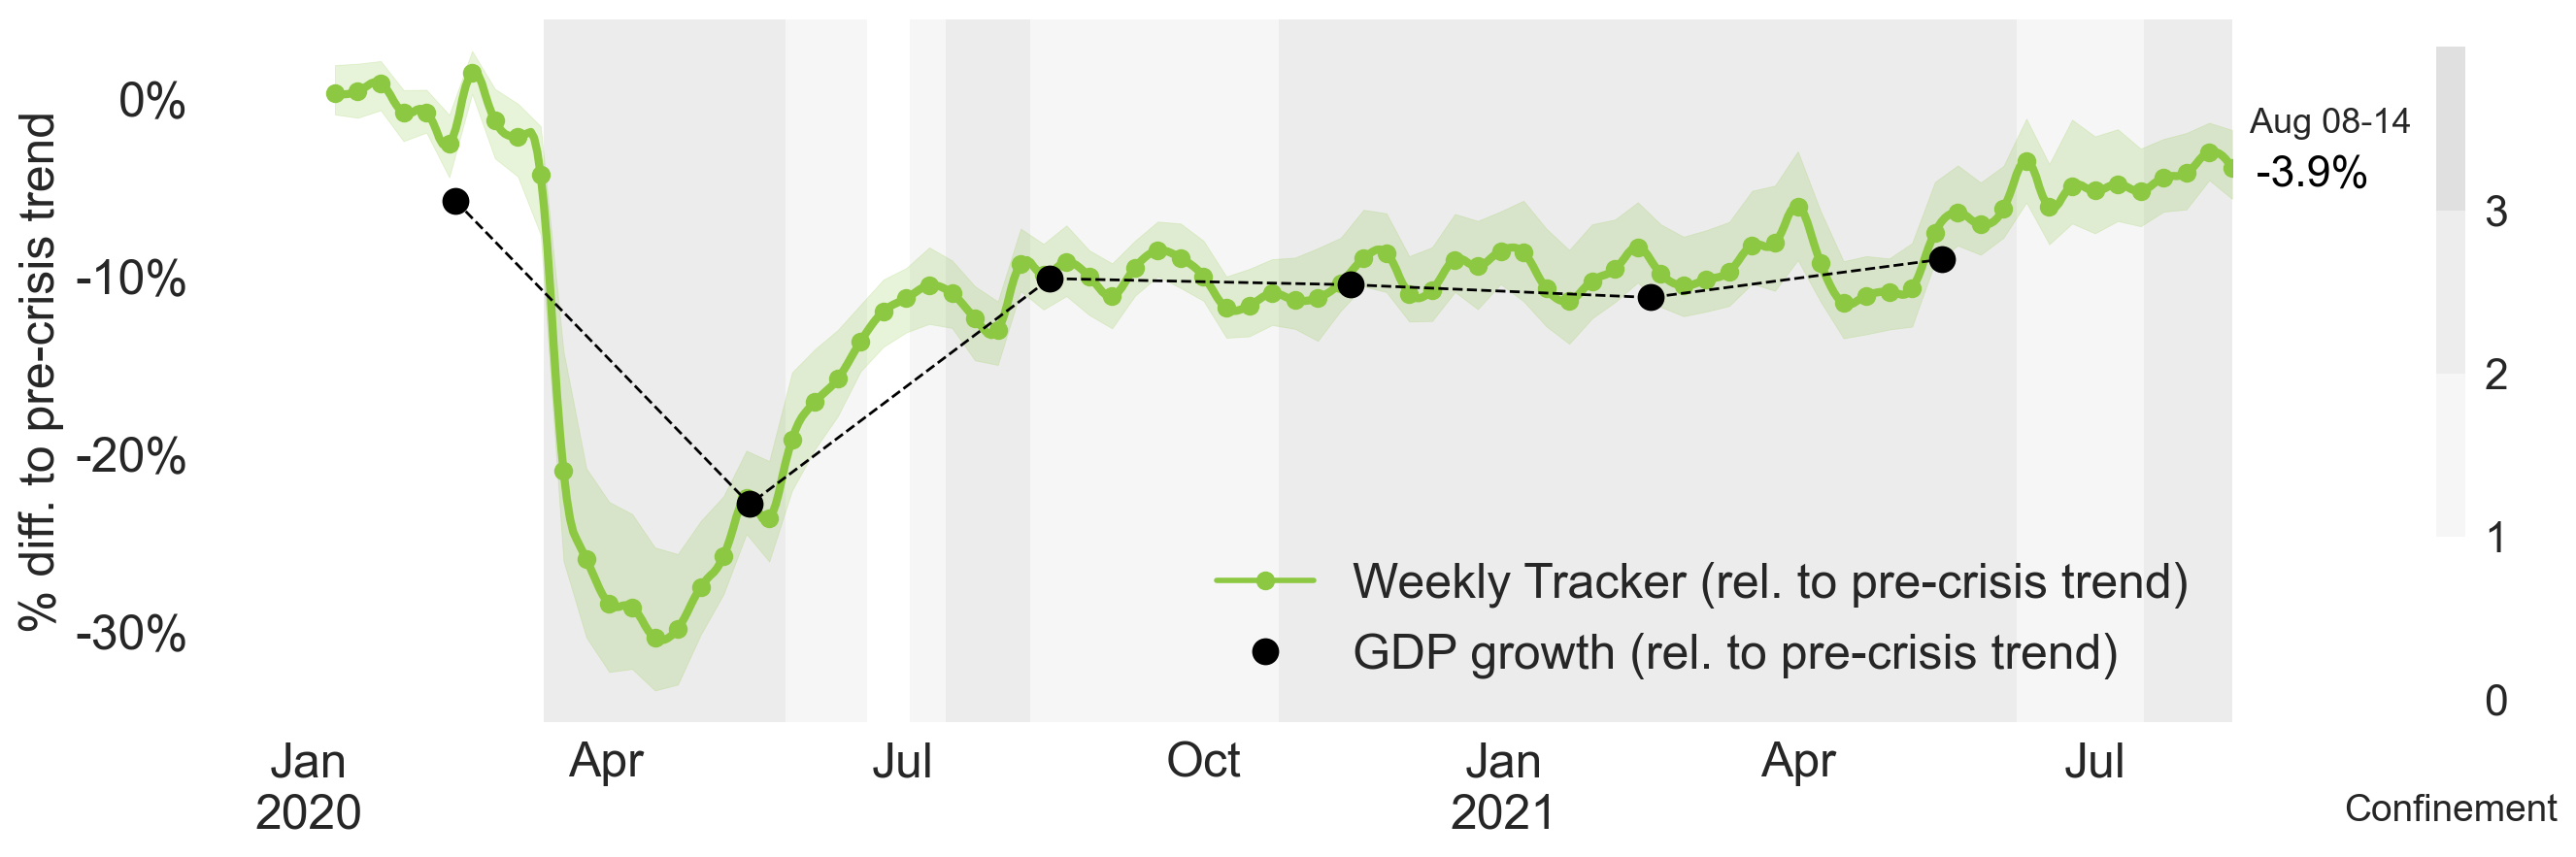 % diff. to pre-crisis trend
0%
-10%
-20%
-30%
Jan
2020
Apr
Jul
Oct
Jan
2021
Apr
Jul
Weekly Tracker (rel. to pre-crisis trend)
GDP growth (rel. to pre-crisis trend)
Aug 08-14
-3.9%
3
2
1
0
Confinement